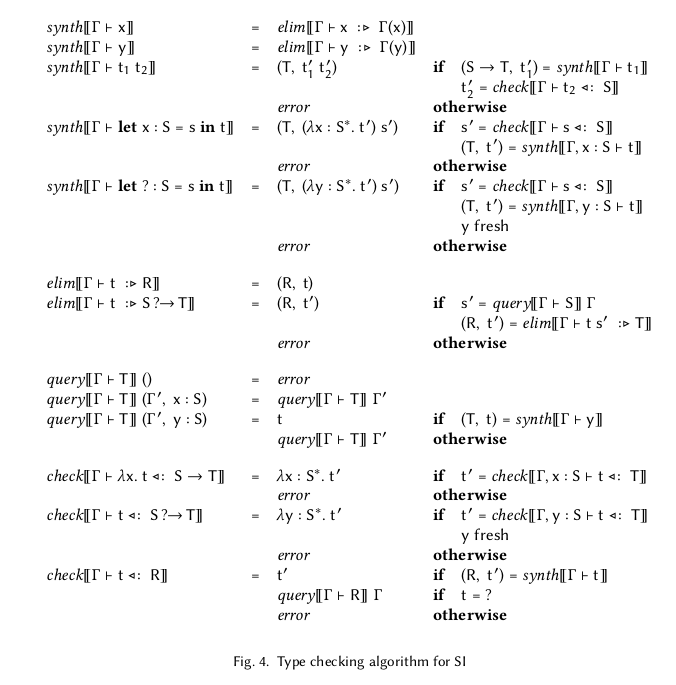 synth⟦Γ ⊢ x⟧ = elim⟦Γ ⊢ x :⊳ Γ(x)⟧
synth⟦Γ ⊢ y⟧ = elim⟦Γ ⊢ y :⊳ Γ(y)⟧
synth⟦Γ ⊢ t₁ t₂⟧ = (T, t₁′ t₂′) if (S → T, t₁′) = synth⟦Γ ⊢ t₁⟧
t₂′ = check⟦Γ ⊢ t₂ ⊲: S⟧
error otherwise
synth⟦Γ ⊢ let x : S = s in t⟧ = (T, (λx : S*. t′) s′) if s′ = check⟦Γ ⊢ s ⊲: S⟧
(T, t′) = synth⟦Γ, x : S ⊢ t⟧
error otherwise
synth⟦Γ ⊢ let ? : S = s in t⟧ = (T, (λy : S*. t′) s′) if s′ = check⟦Γ ⊢ s ⊲: S⟧
(T, t′) = synth⟦Γ, y : S ⊢ t⟧
y fresh
error otherwise
elim⟦Γ ⊢ t :⊳ R⟧ = (R, t)
elim⟦Γ ⊢ t :⊳ S ?→ T⟧ = (R, t′) if s′ = query⟦Γ ⊢ S⟧ Γ
(R, t′) = elim⟦Γ ⊢ t s′ :⊳ T⟧
error otherwise
query⟦Γ ⊢ T⟧ () = error
query⟦Γ ⊢ T⟧ (Γ′, x : S) = query⟦Γ ⊢ T⟧ Γ′
query⟦Γ ⊢ T⟧ (Γ′, y : S) = t if (T, t) = synth⟦Γ ⊢ y⟧
query⟦Γ ⊢ T⟧ Γ′ otherwise
check⟦Γ ⊢ λx. t ⊲: S → T⟧ = λx : S*. t′ if t′ = check⟦Γ, x : S ⊢ t ⊲: T⟧
error otherwise
check⟦Γ ⊢ t ⊲: S ?→ T⟧ = λy : S*. t′ if t′ = check⟦Γ, y : S ⊢ t ⊲: T⟧
y fresh
error otherwise
check⟦Γ ⊢ t ⊲: R⟧ = t′ if (R, t′) = synth⟦Γ ⊢ t⟧
query⟦Γ ⊢ R⟧ Γ if t = ?
error otherwise
Fig. 4. Type checking algorithm for SI